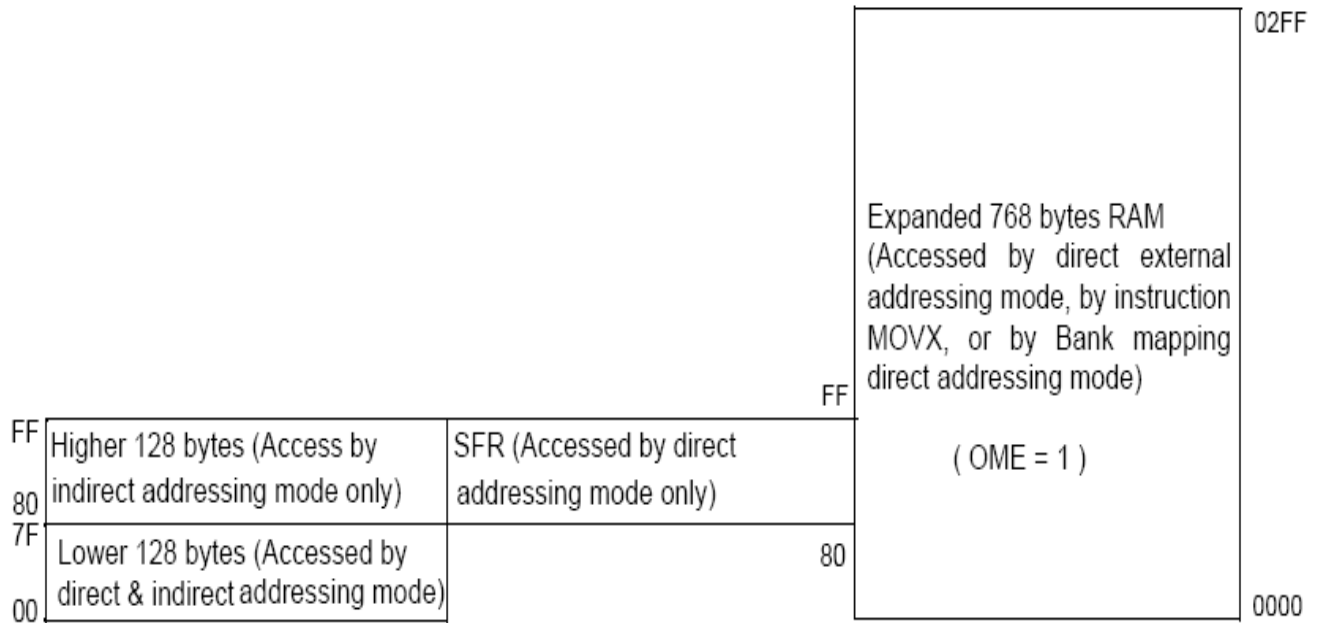 02FF
Expanded 768 bytes RAM
(Accessed by direct external
addressing mode, by instruction
MOVX, or by Bank mapping
direct addressing mode)
( OME = 1 )
0000
FF
Higher 128 bytes (Access by
indirect addressing mode only)
80
7F
Lower 128 bytes (Accessed by
direct & indirect addressing mode)
00
FF
SFR (Accessed by direct
addressing mode only)
80